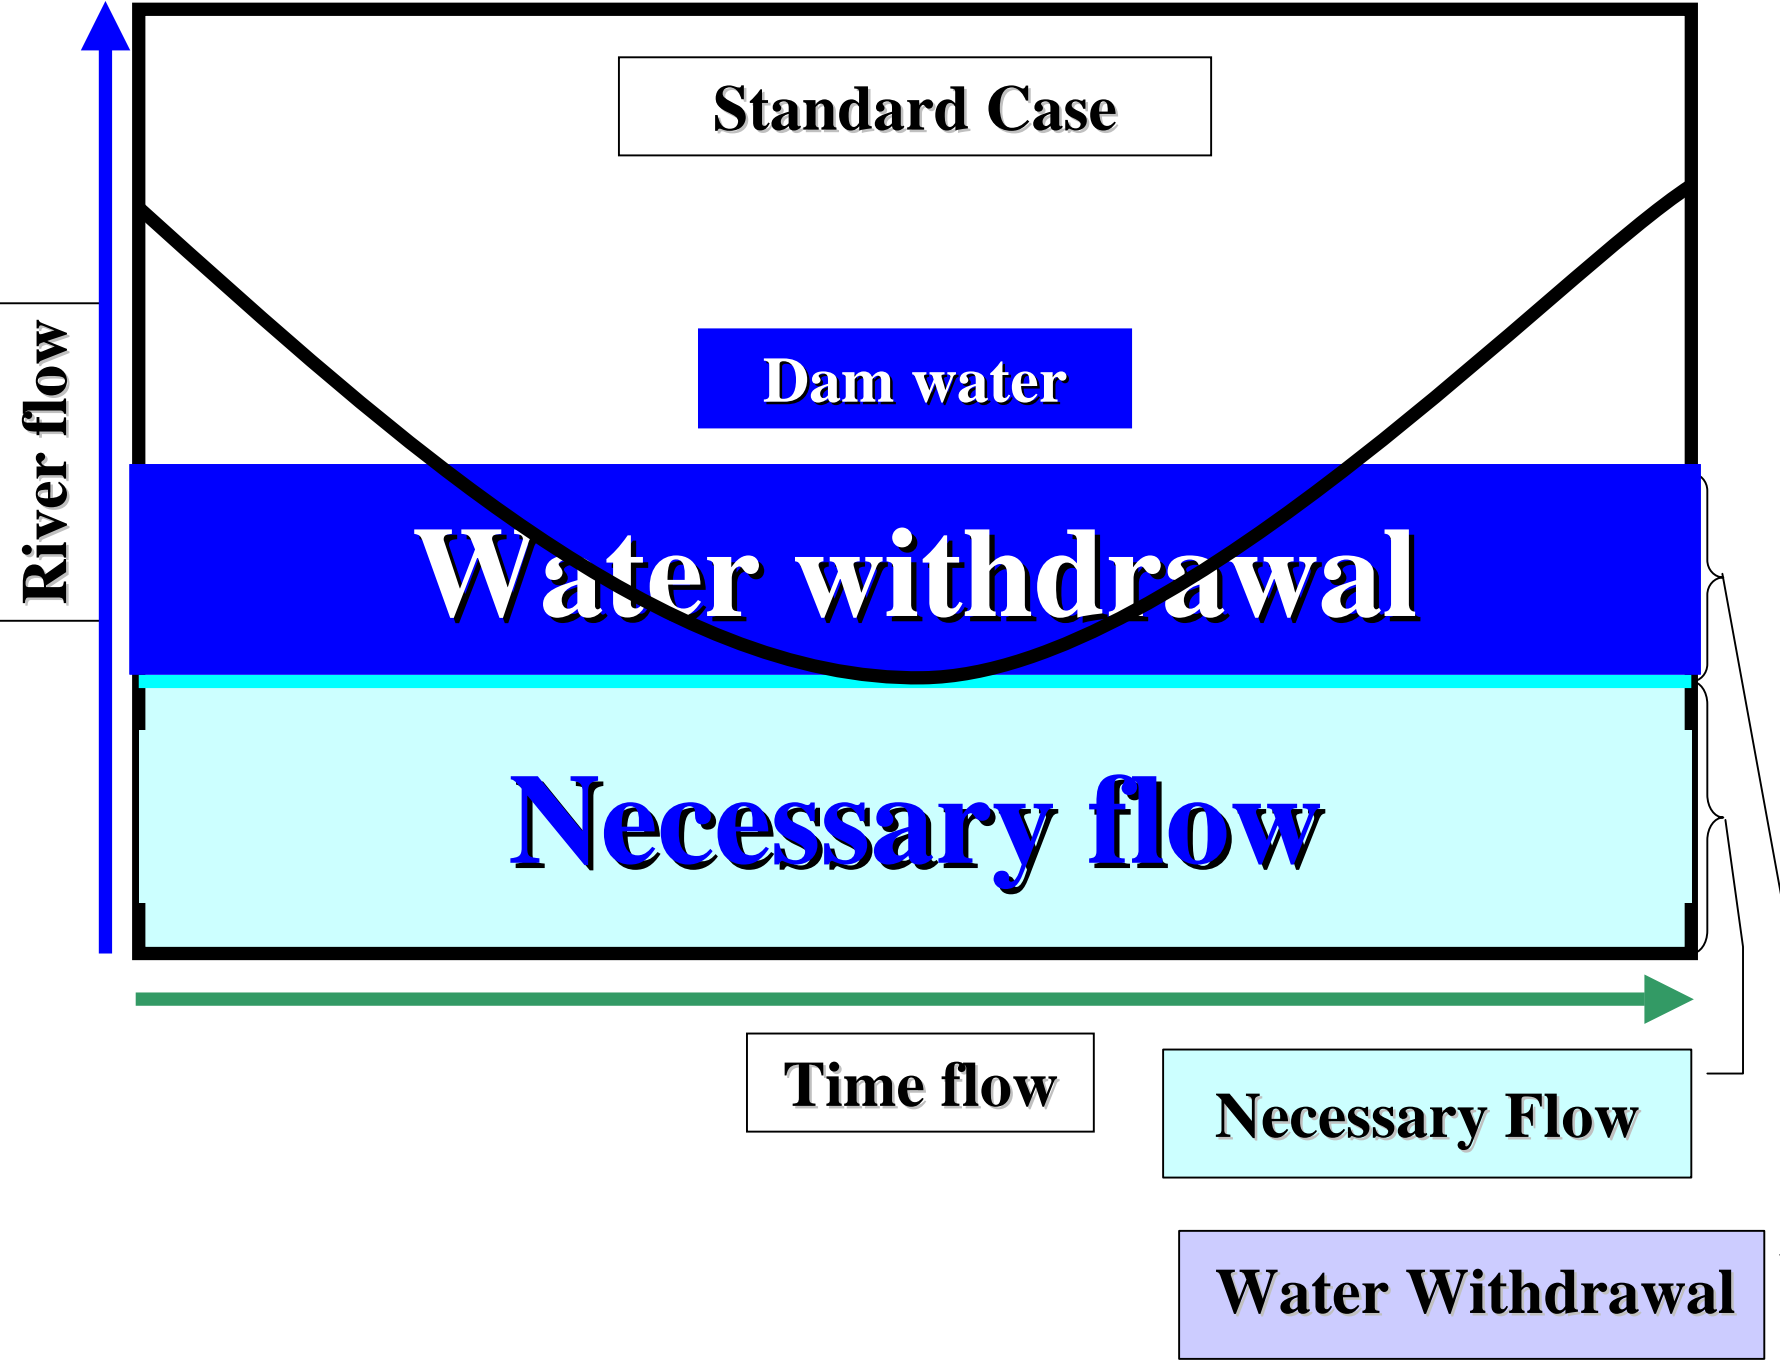 Standard Case
River flow
Dam water
Water withdrawal
Necessary flow
Time flow
Necessary Flow
Water Withdrawal